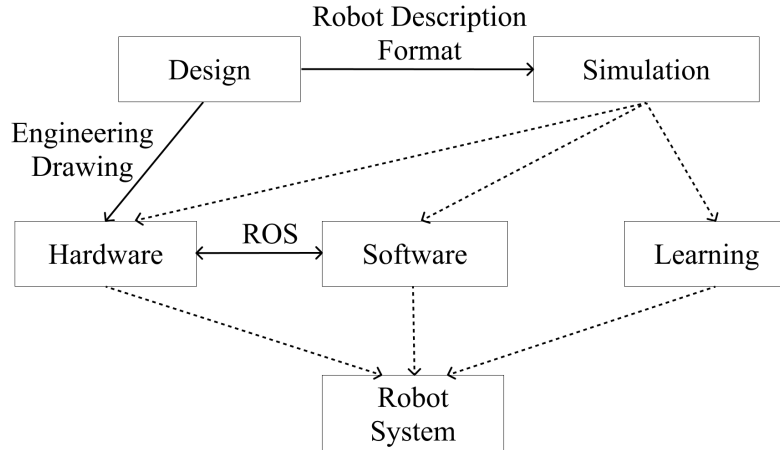 Robot Description
Format
Design
Simulation
Engineering
Drawing
Hardware
ROS
Software
Learning
Robot
System